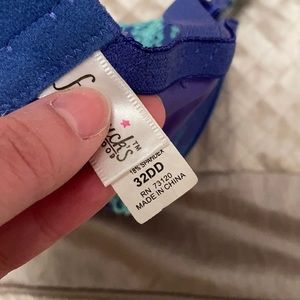 18% SPANDEX
32DD
RN 73120
MADE IN CHINA